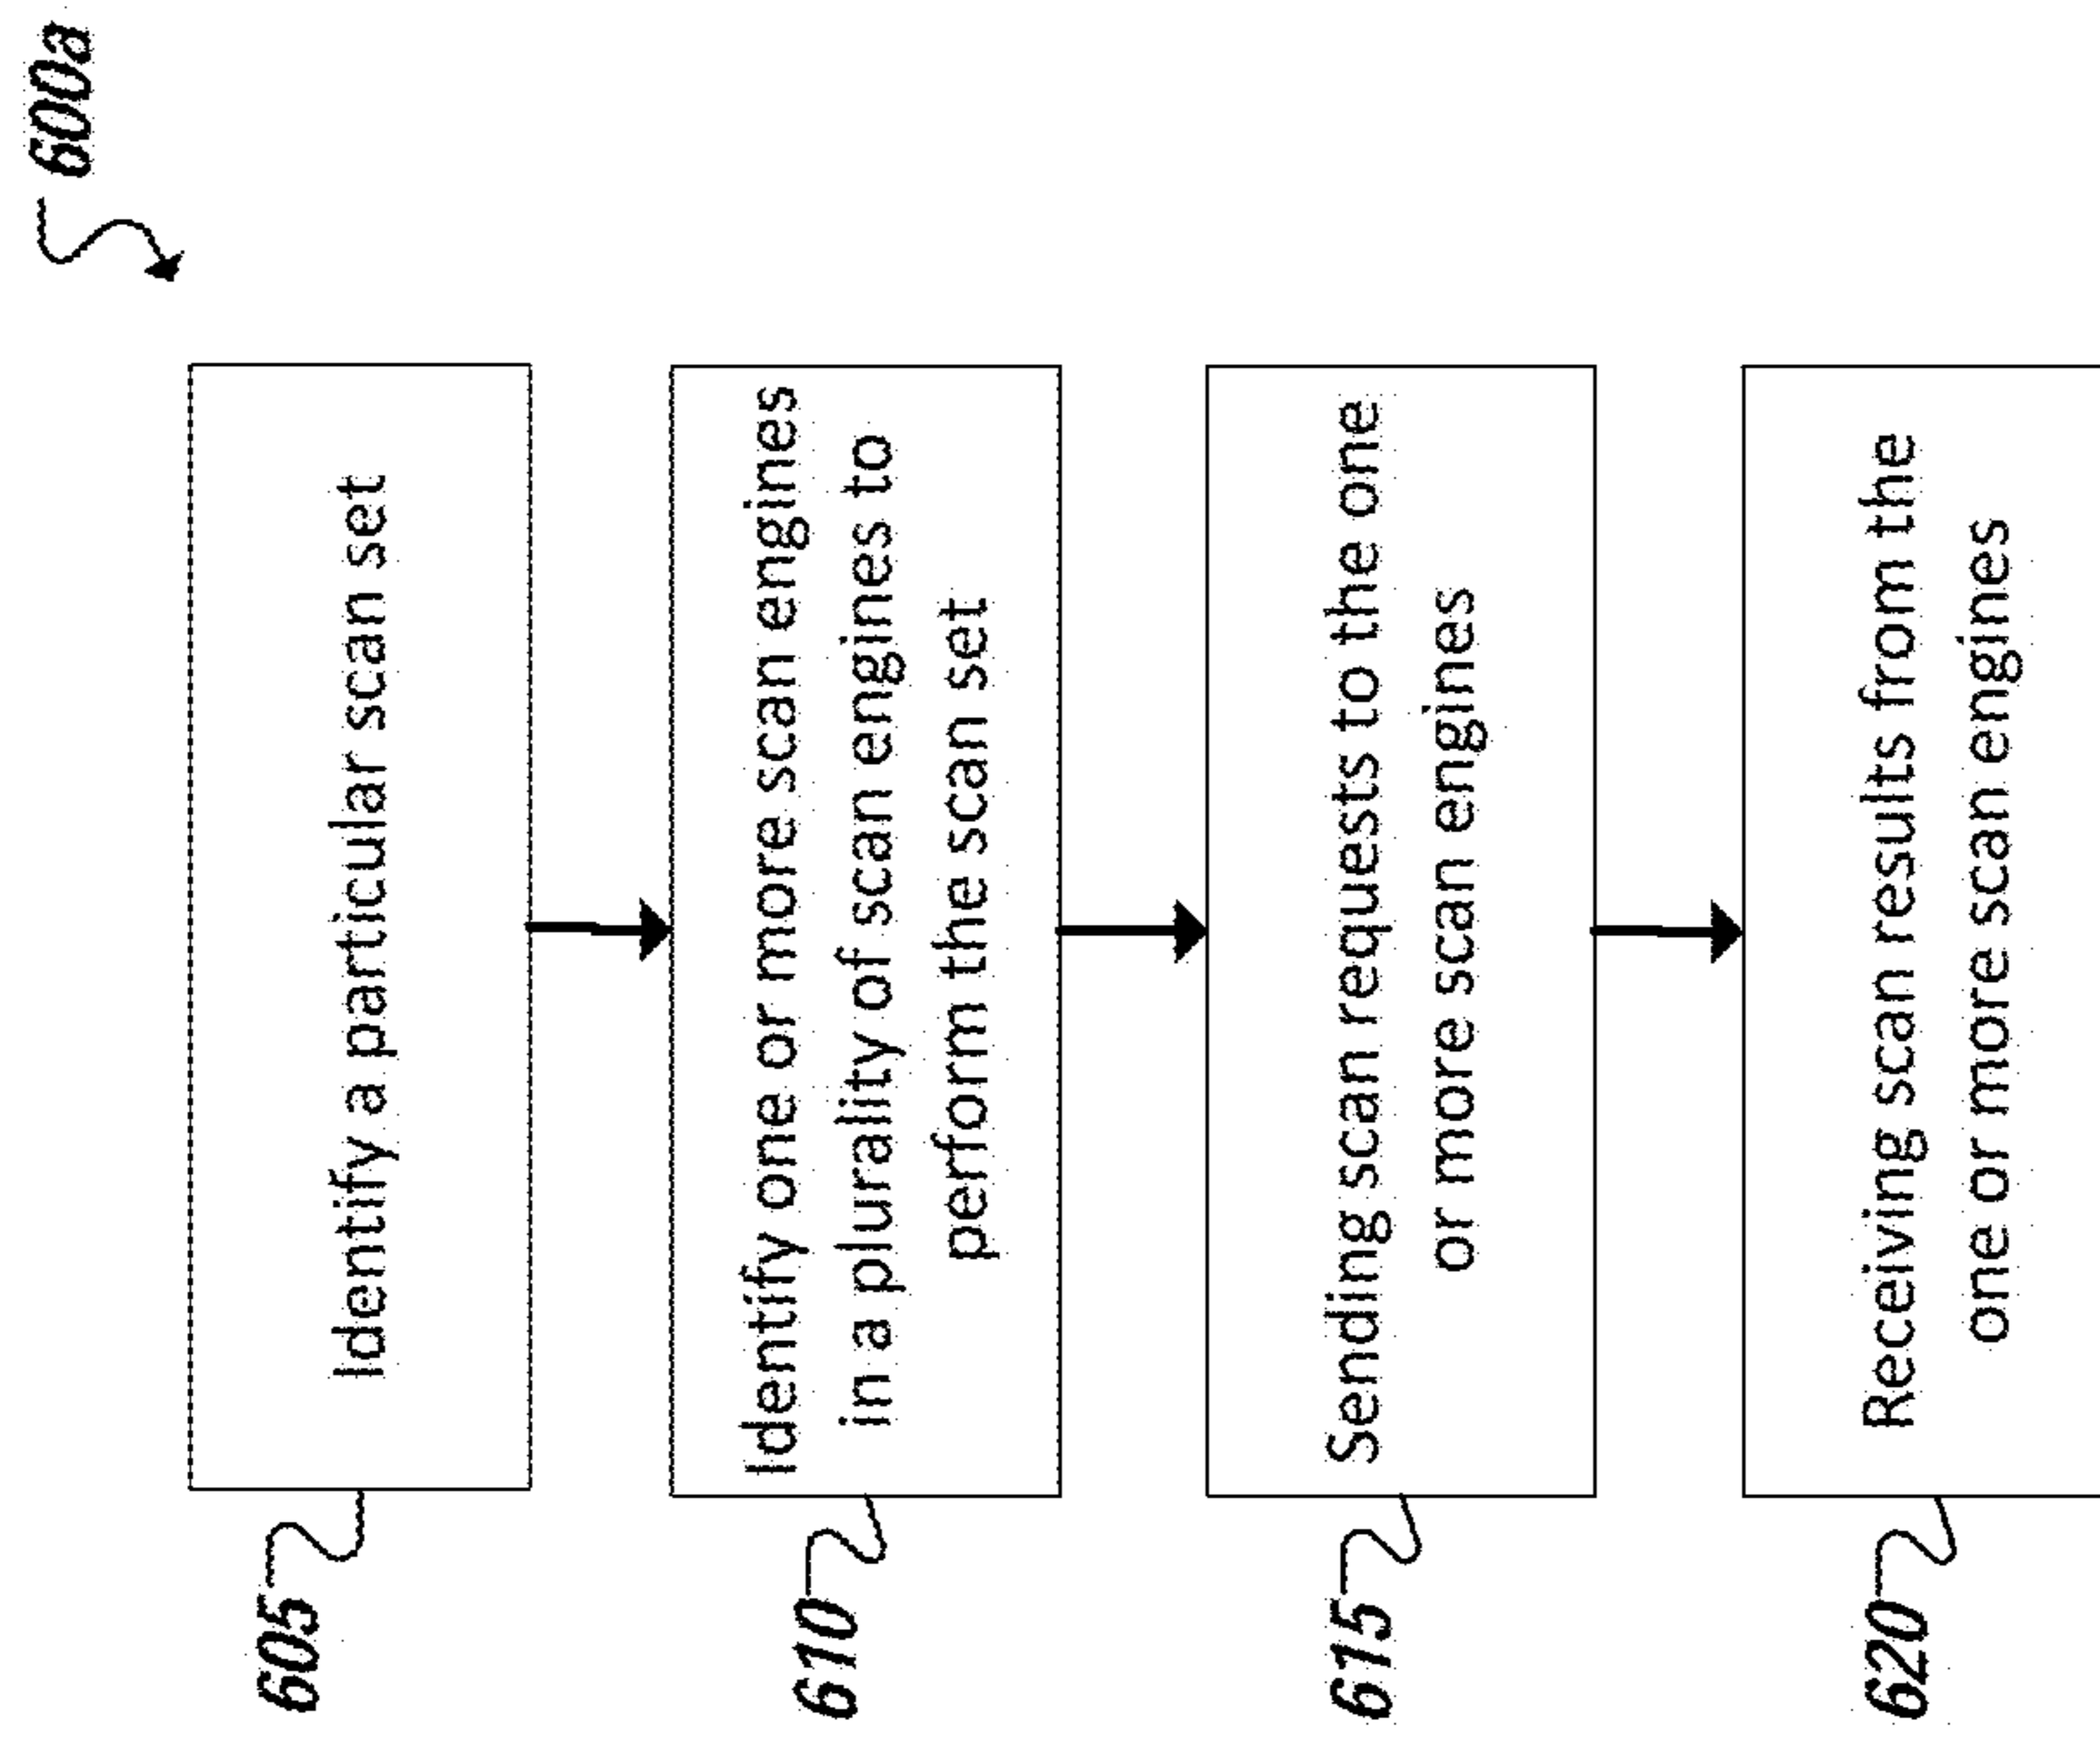 600a
605
Identify a particular scan set
610
Identify one or more scan engines
in a plurality of scan engines to
perform the scan set
615
Sending scan requests to the one
or more scan engines
620
Receiving scan results from the
one or more scan engines